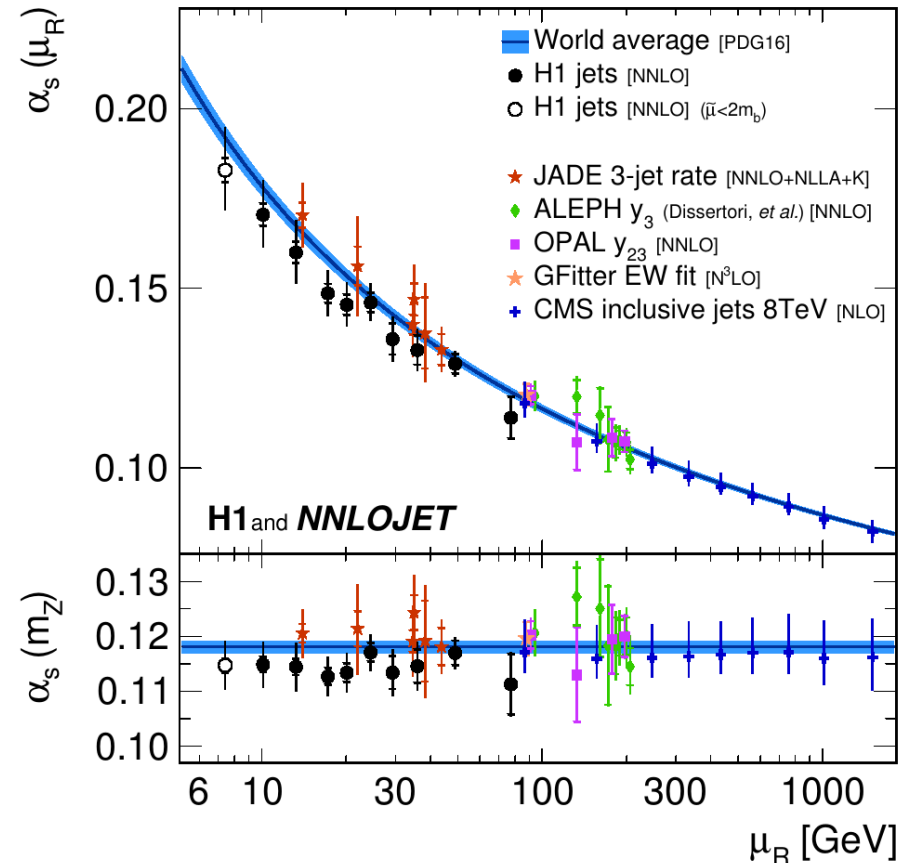 αs (μR)
0.20
0.15
0.10
World average [PDG16]
H1 jets [NNLO]
H1 jets [NNLO] (μ̃<2mb)
JADE 3-jet rate [NNLO+NLLA+K]
ALEPH y3 (Dissertori, et al.) [NNLO]
OPAL y23 [NNLO]
GFitter EW fit [N³LO]
CMS inclusive jets 8TeV [NLO]
H1 and NNLOJET
αs (mZ)
0.13
0.12
0.11
0.10
6 10 30 100 300 1000
μR [GeV]